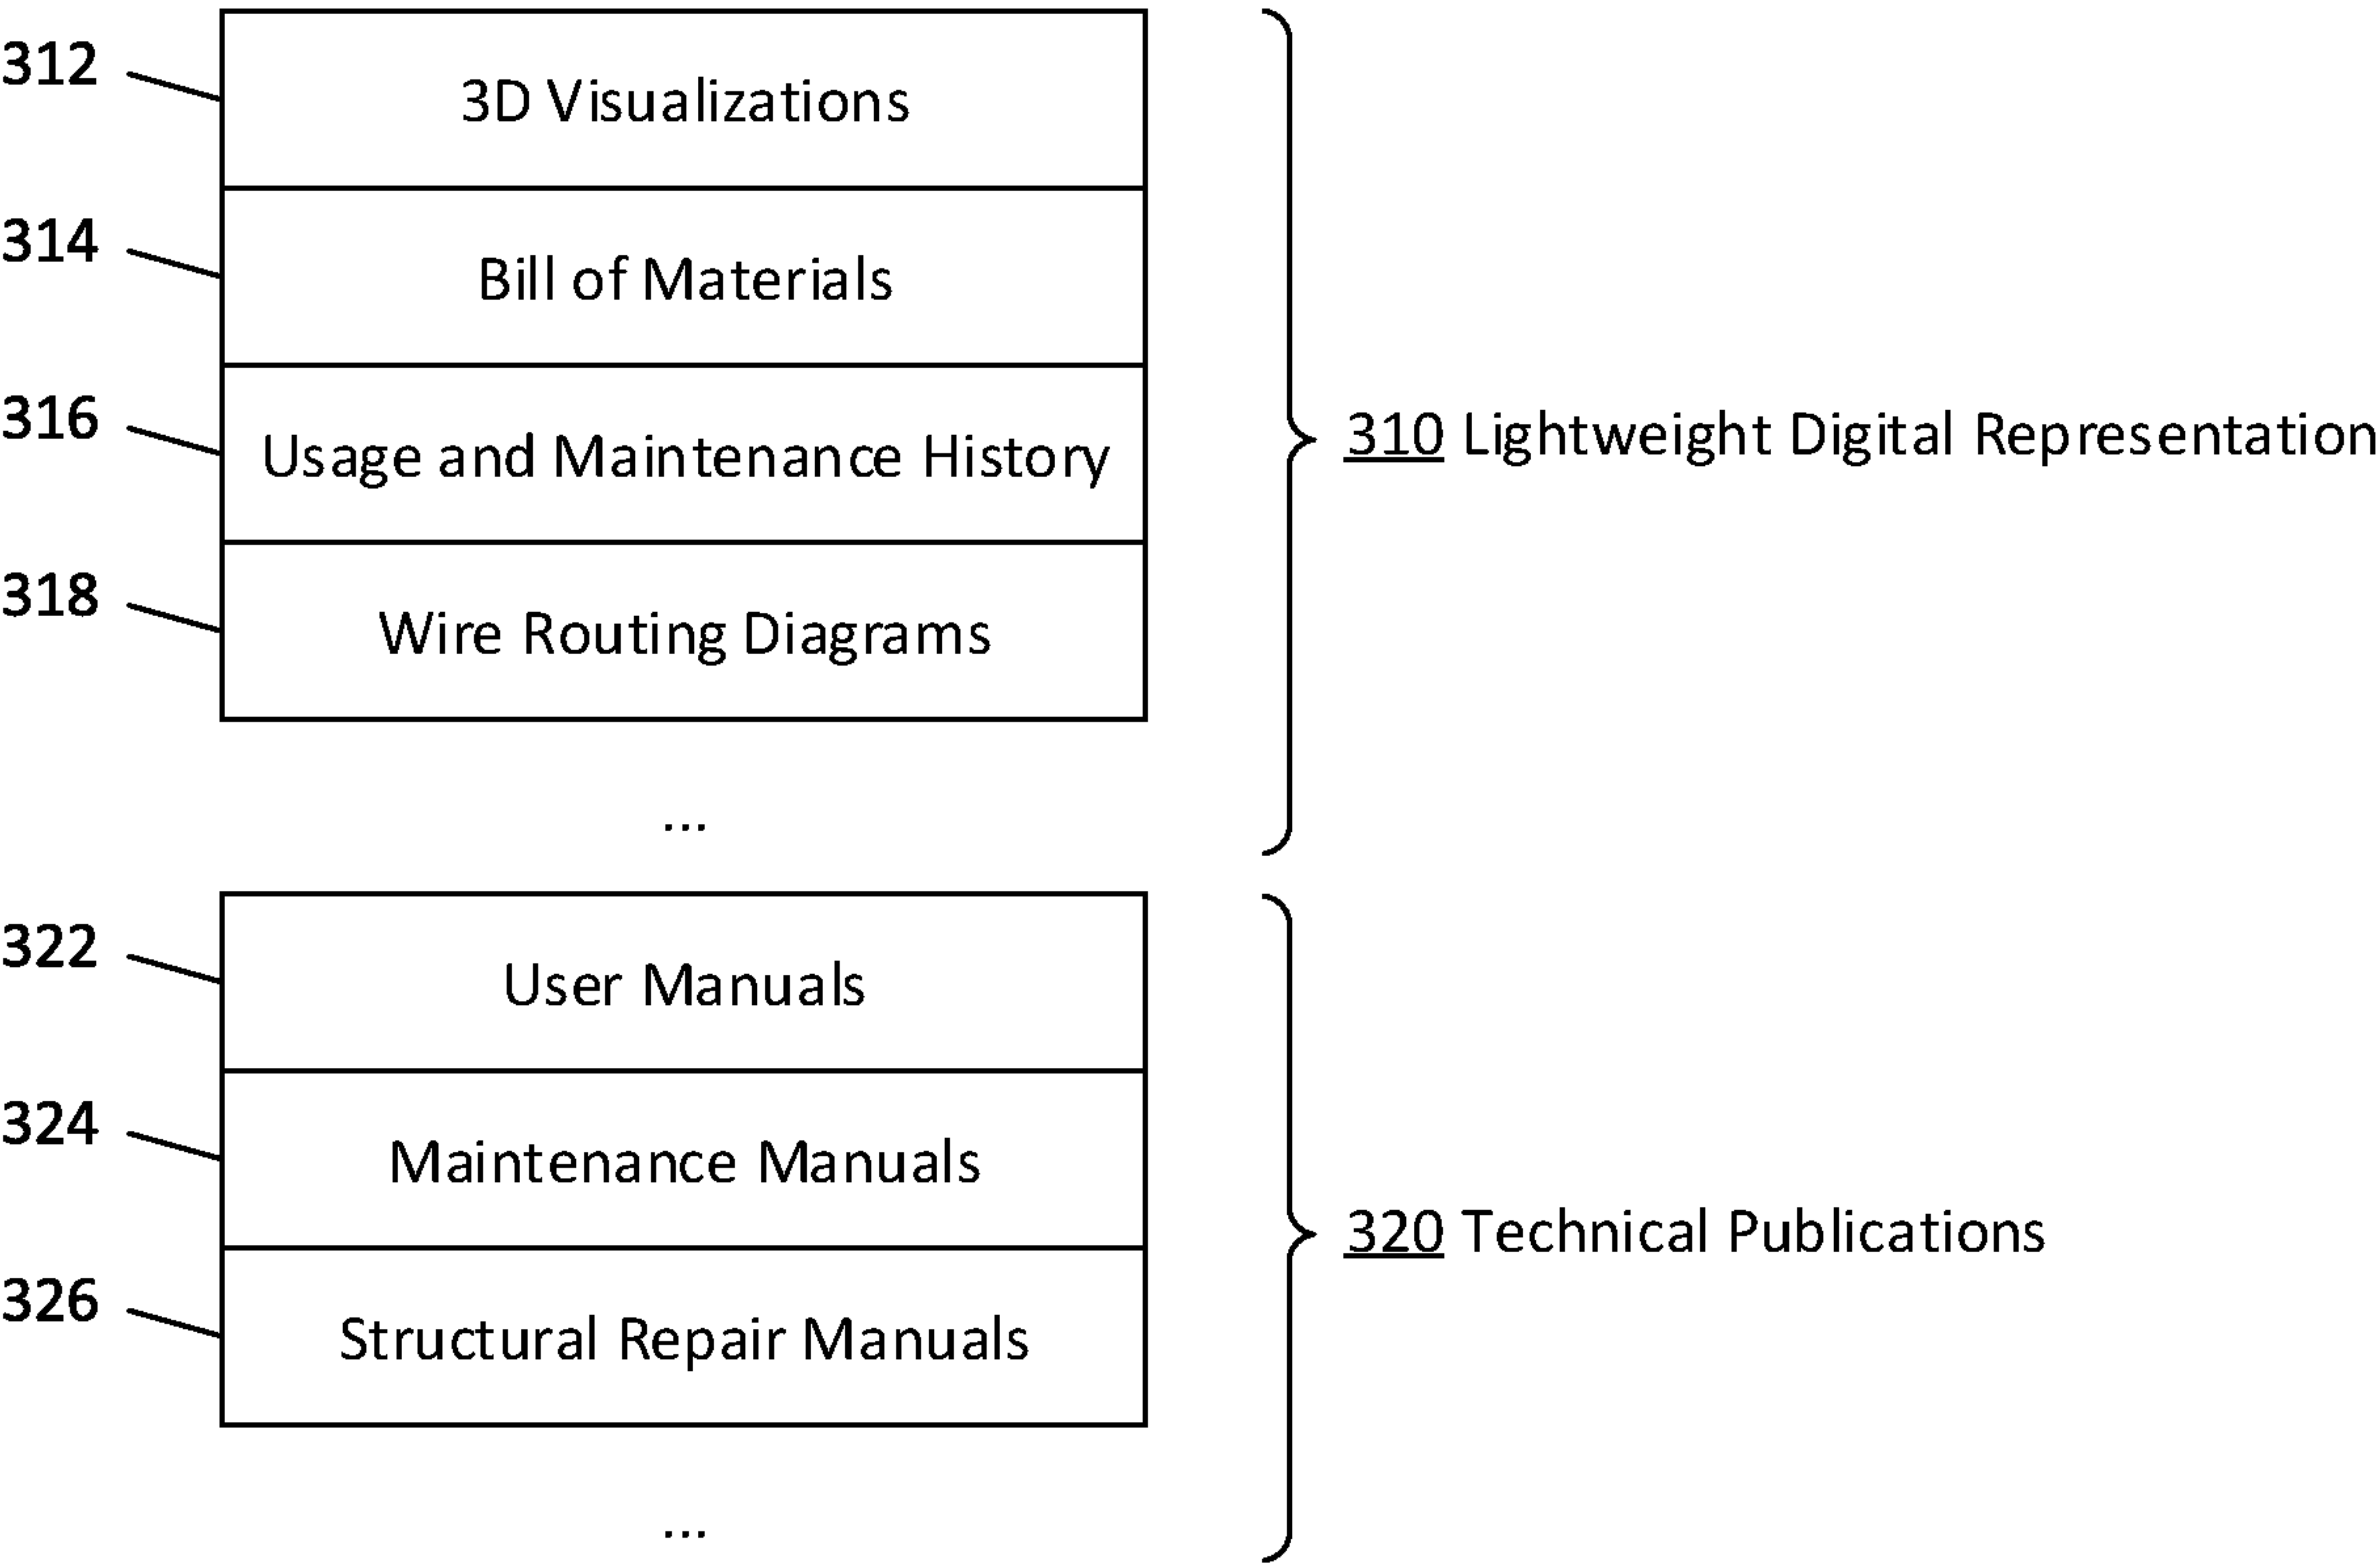 312
3D Visualizations
314
Bill of Materials
316
Usage and Maintenance History
310 Lightweight Digital Representation
318
Wire Routing Diagrams
...
322
User Manuals
324
Maintenance Manuals
320 Technical Publications
326
Structural Repair Manuals
...